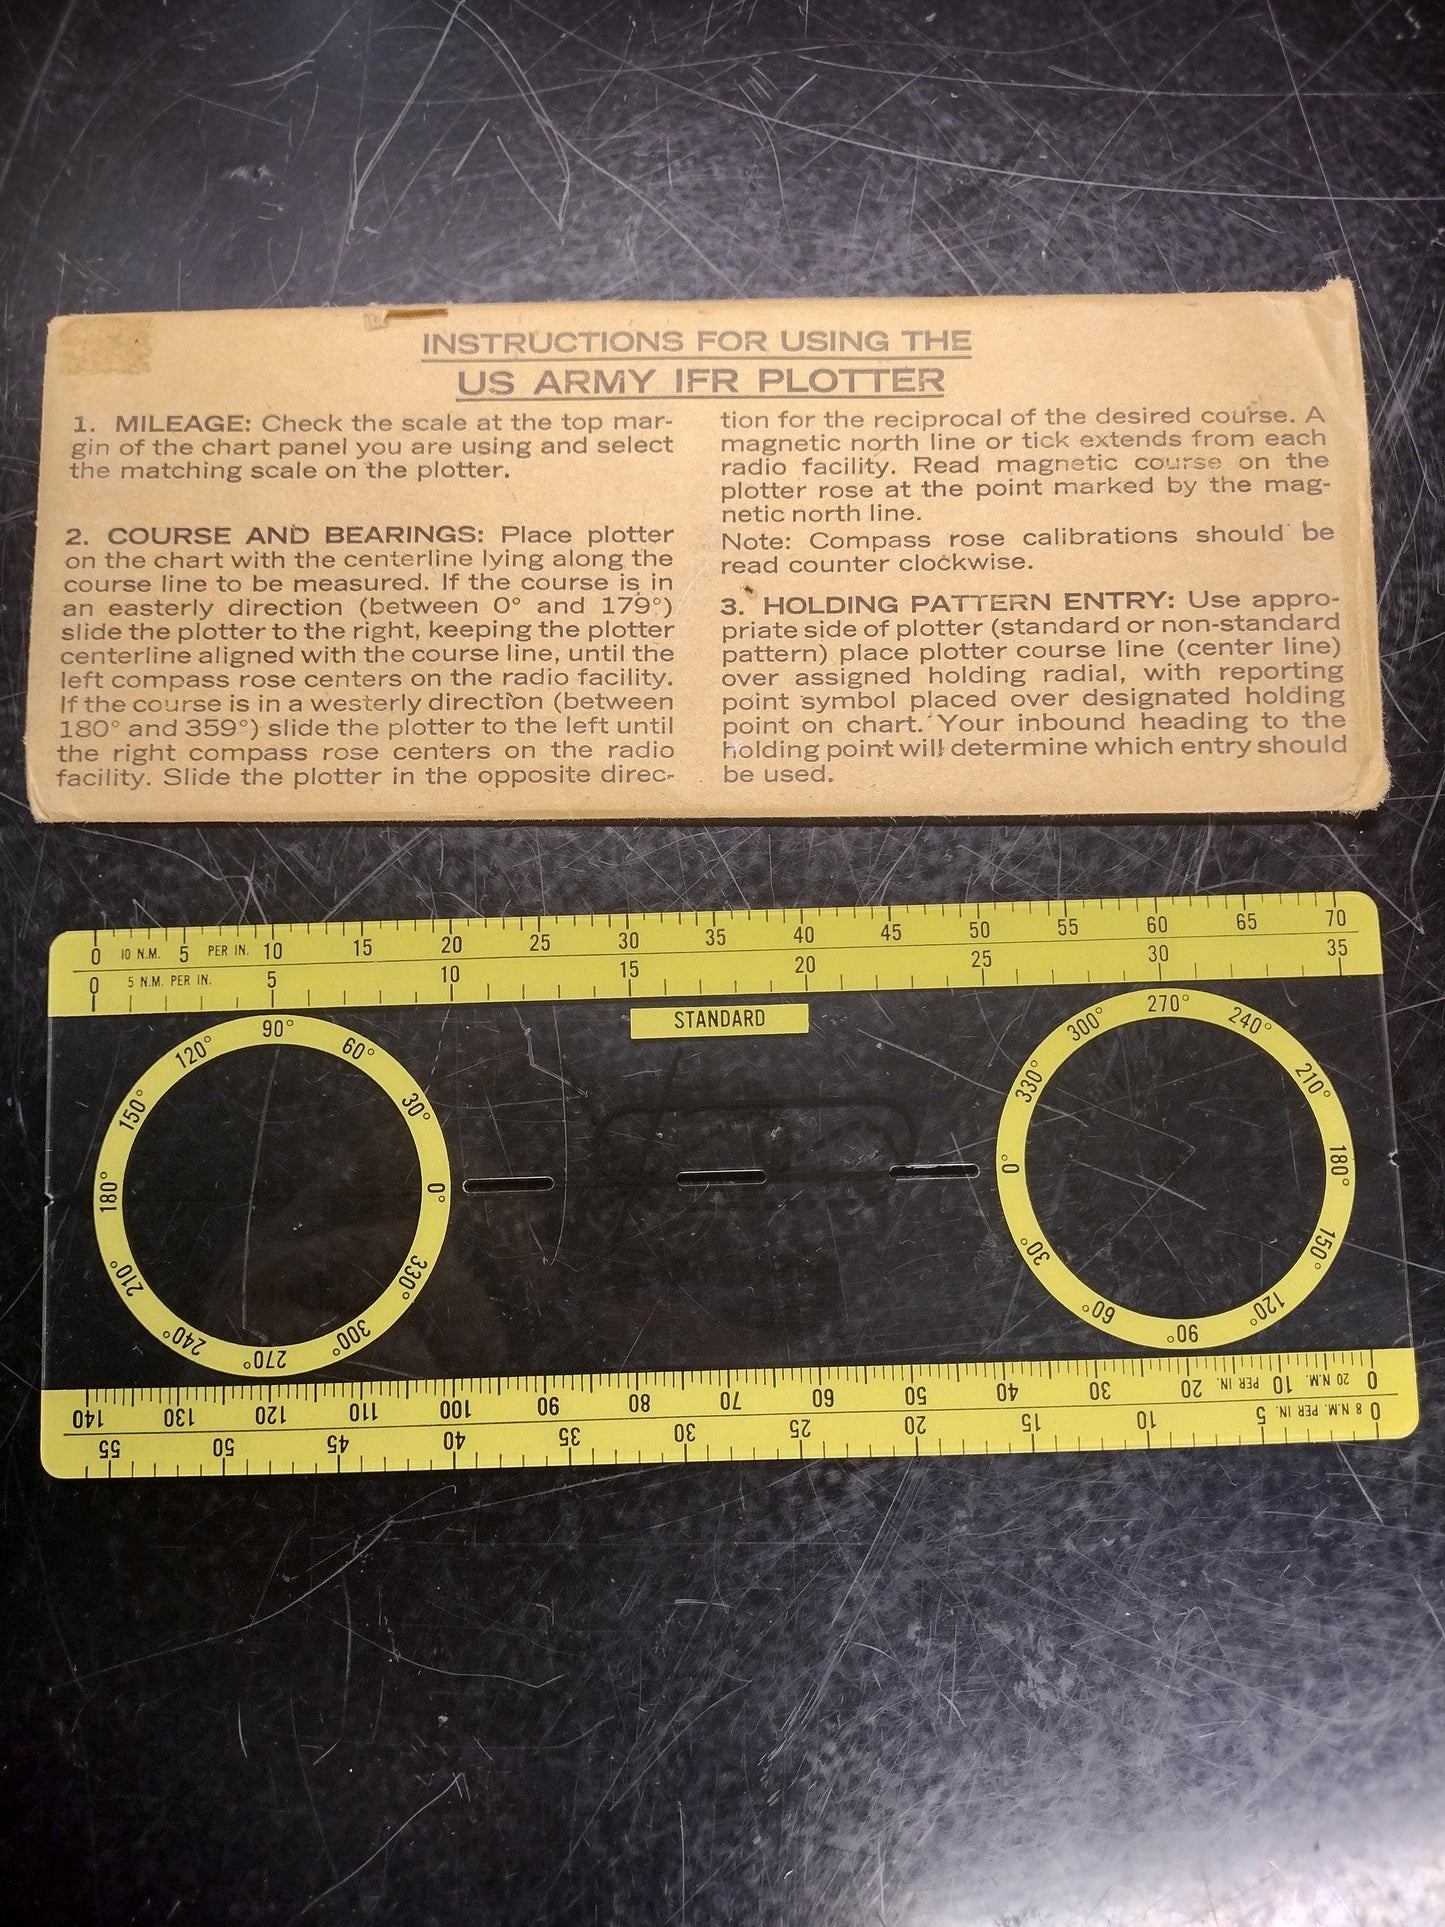 INSTRUCTIONS FOR USING THE
US ARMY IFR PLOTTER
1. MILEAGE: Check the scale at the top mar-
gin of the chart panel you are using and select
the matching scale on the plotter.
2. COURSE AND BEARINGS: Place plotter
on the chart with the centerline lying along the
course line to be measured. If the course is in
an easterly direction (between 0° and 179°)
slide the plotter to the right, keeping the plotter
centerline aligned with the course line, until the
left compass rose centers on the radio facility.
If the course is in a westerly direction (between
180° and 359°) slide the plotter to the left until
the right compass rose centers on the radio
facility. Slide the plotter in the opposite direc-
tion for the reciprocal of the desired course. A
magnetic north line or tick extends from each
radio facility. Read magnetic course on the
plotter rose at the point marked by the mag-
netic north line.
Note: Compass rose calibrations should be
read counter clockwise.
3. HOLDING PATTERN ENTRY: Use appro-
priate side of plotter (standard or non-standard
pattern) place plotter course line (center line)
over assigned holding radial, with reporting
point symbol placed over designated holding
point on chart. Your inbound heading to the
holding point will determine which entry should
be used.
0 10 N.M. 5 PER IN. 10 15 20 25 30 35 40 45 50 55 60 65 70
0 5 N.M. PER IN. 5 10 15 20 25 30 35
STANDARD
90° 60° 30° 0° 330° 300° 270° 240° 210° 180° 150° 120°
270° 240° 210° 180° 150° 120° 90° 60° 30° 0° 330° 300°
0 20 N.M. 10 PER IN. 20 30 40 50 60 70 80 90 100 110 120 130 140
0 8 N.M. PER IN. 5 10 15 20 25 30 35 40 45 50 55